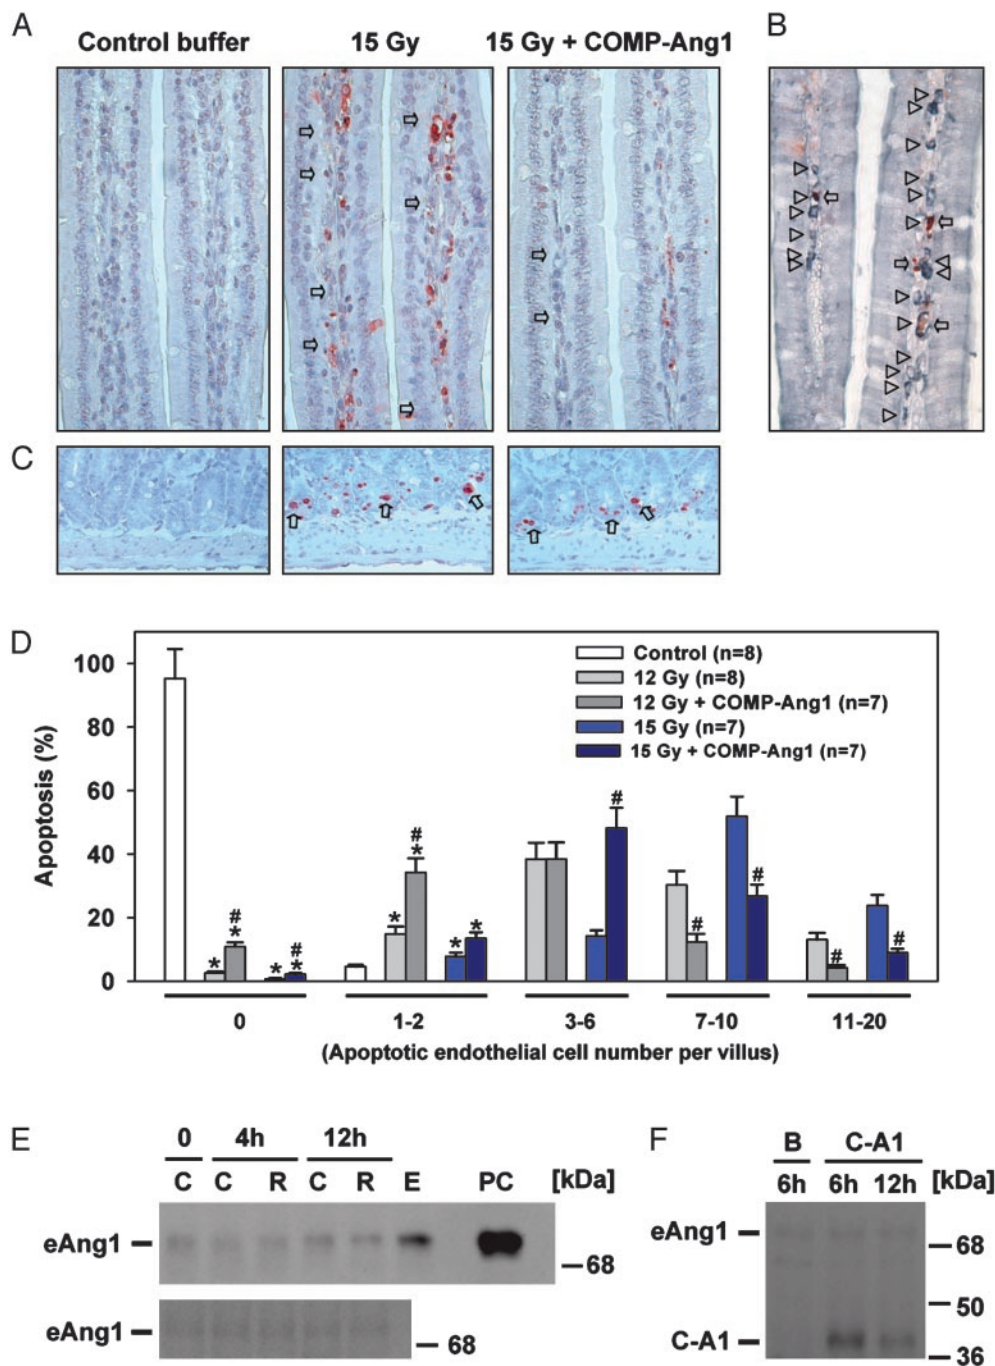 A
Control buffer
15 Gy
15 Gy + COMP-Ang1
B
C
D
Apoptosis (%)
100
80
60
40
20
0
Control (n=8)
12 Gy (n=8)
12 Gy + COMP-Ang1 (n=7)
15 Gy (n=7)
15 Gy + COMP-Ang1 (n=7)
* # * * # *
* # * * *
#
# #
# #
0 1-2 3-6 7-10 11-20
(Apoptotic endothelial cell number per villus)
E
0 4h 12h
C C R C R E PC [kDa]
eAng1
68
eAng1
68
F
B C-A1
6h 6h 12h [kDa]
eAng1
68
50
C-A1
36